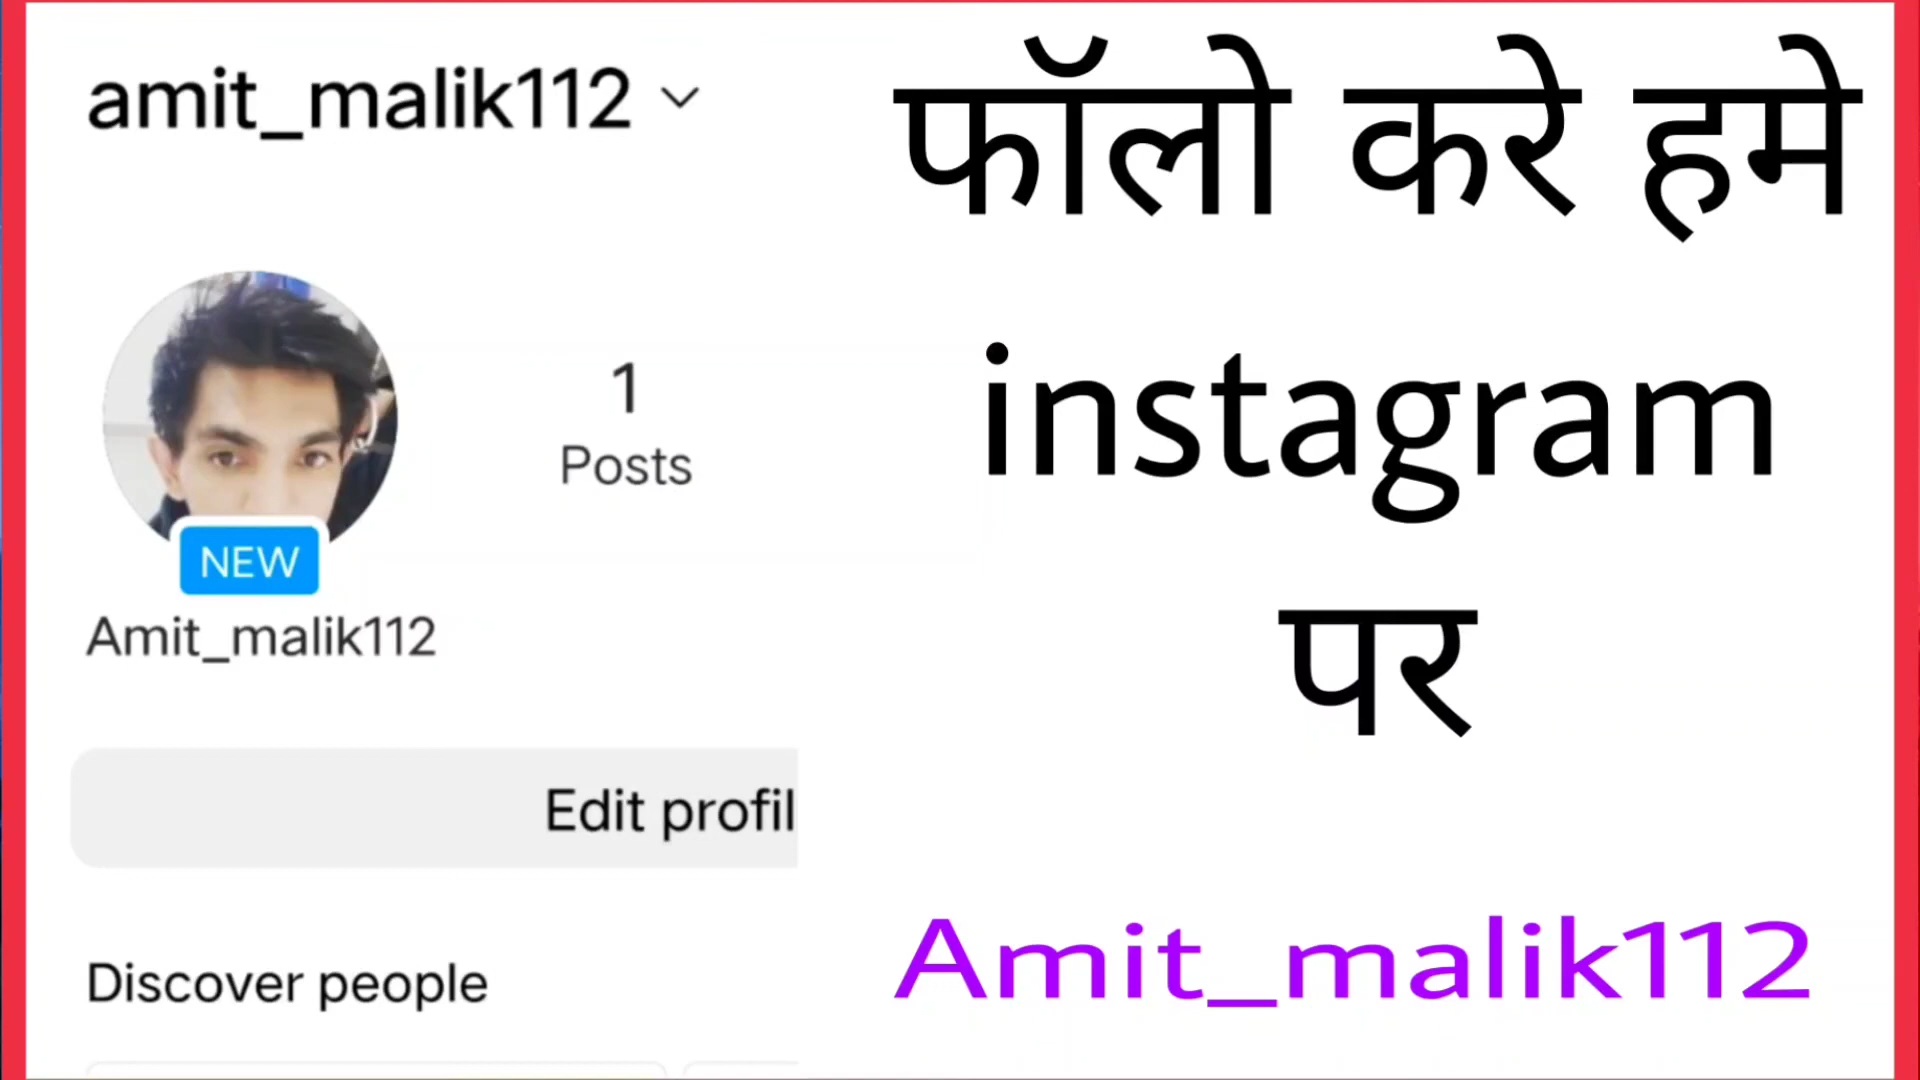 amit_malik112
1
Posts
NEW
Amit_malik112
Edit profil
Discover people
फॉलो करे हमे
instagram
पर
Amit_malik112